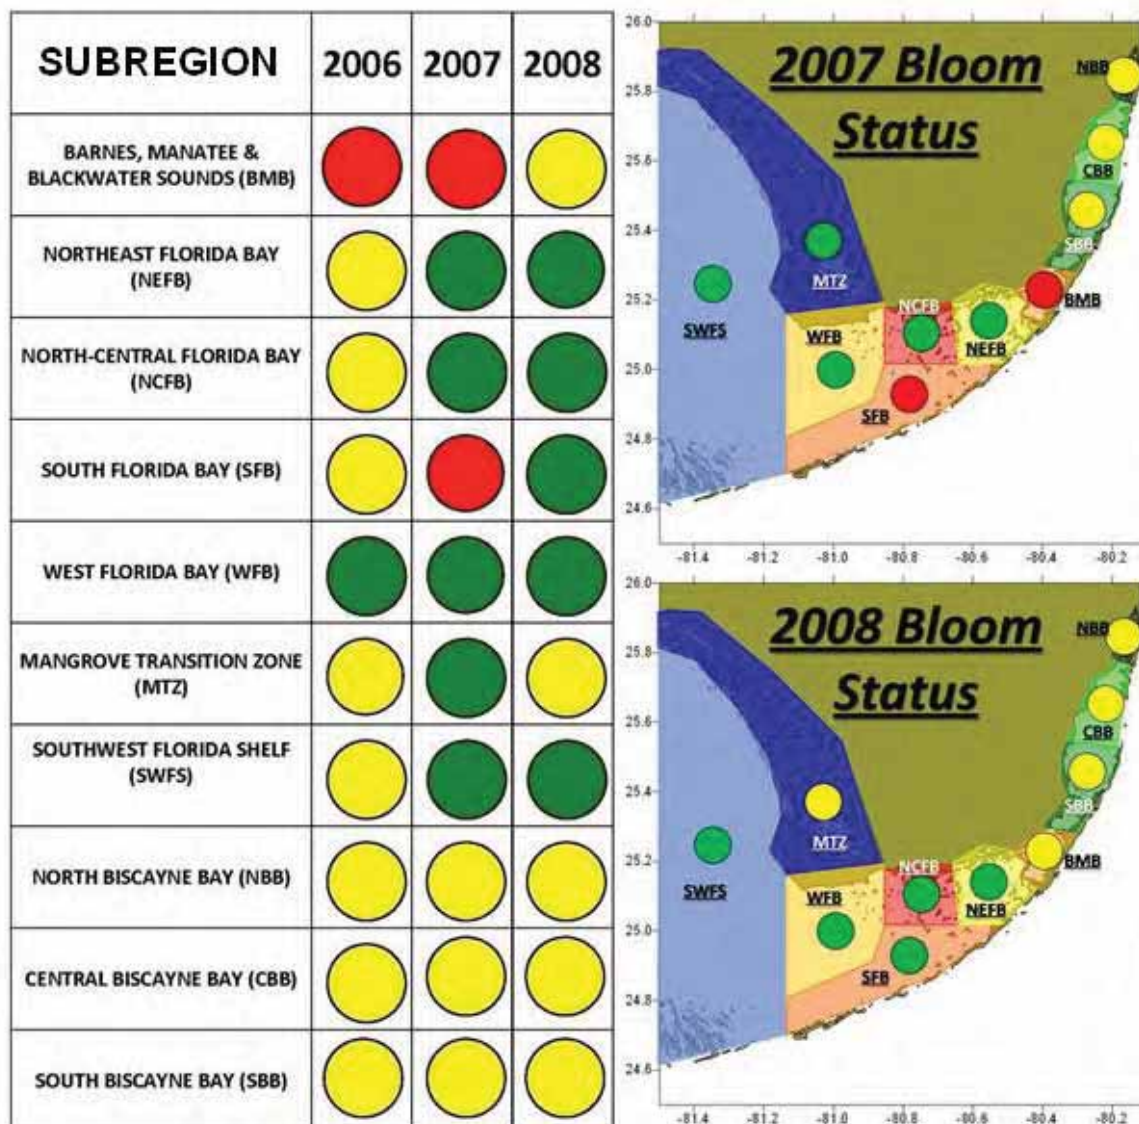 SUBREGION 2006 2007 2008
BARNES, MANATEE &
BLACKWATER SOUNDS (BMB)
NORTHEAST FLORIDA BAY
(NEFB)
NORTH-CENTRAL FLORIDA BAY
(NCFB)
SOUTH FLORIDA BAY (SFB)
WEST FLORIDA BAY (WFB)
MANGROVE TRANSITION ZONE
(MTZ)
SOUTHWEST FLORIDA SHELF
(SWFS)
NORTH BISCAYNE BAY (NBB)
CENTRAL BISCAYNE BAY (CBB)
SOUTH BISCAYNE BAY (SBB)
2007 Bloom
Status
26.0
25.8
25.6
25.4
25.2
25.0
24.8
24.6
NBB
CBB
SBB
BMB
MTZ
SWFS
NCFB
WFB
NEFB
SFB
-81.4 -81.2 -81.0 -80.8 -80.6 -80.4 -80.2
2008 Bloom
Status
26.0
25.8
25.6
25.4
25.2
25.0
24.8
24.6
NBB
CBB
SBB
BMB
MTZ
SWFS
NCFB
WFB
NEFB
SFB
-81.4 -81.2 -81.0 -80.8 -80.6 -80.4 -80.2